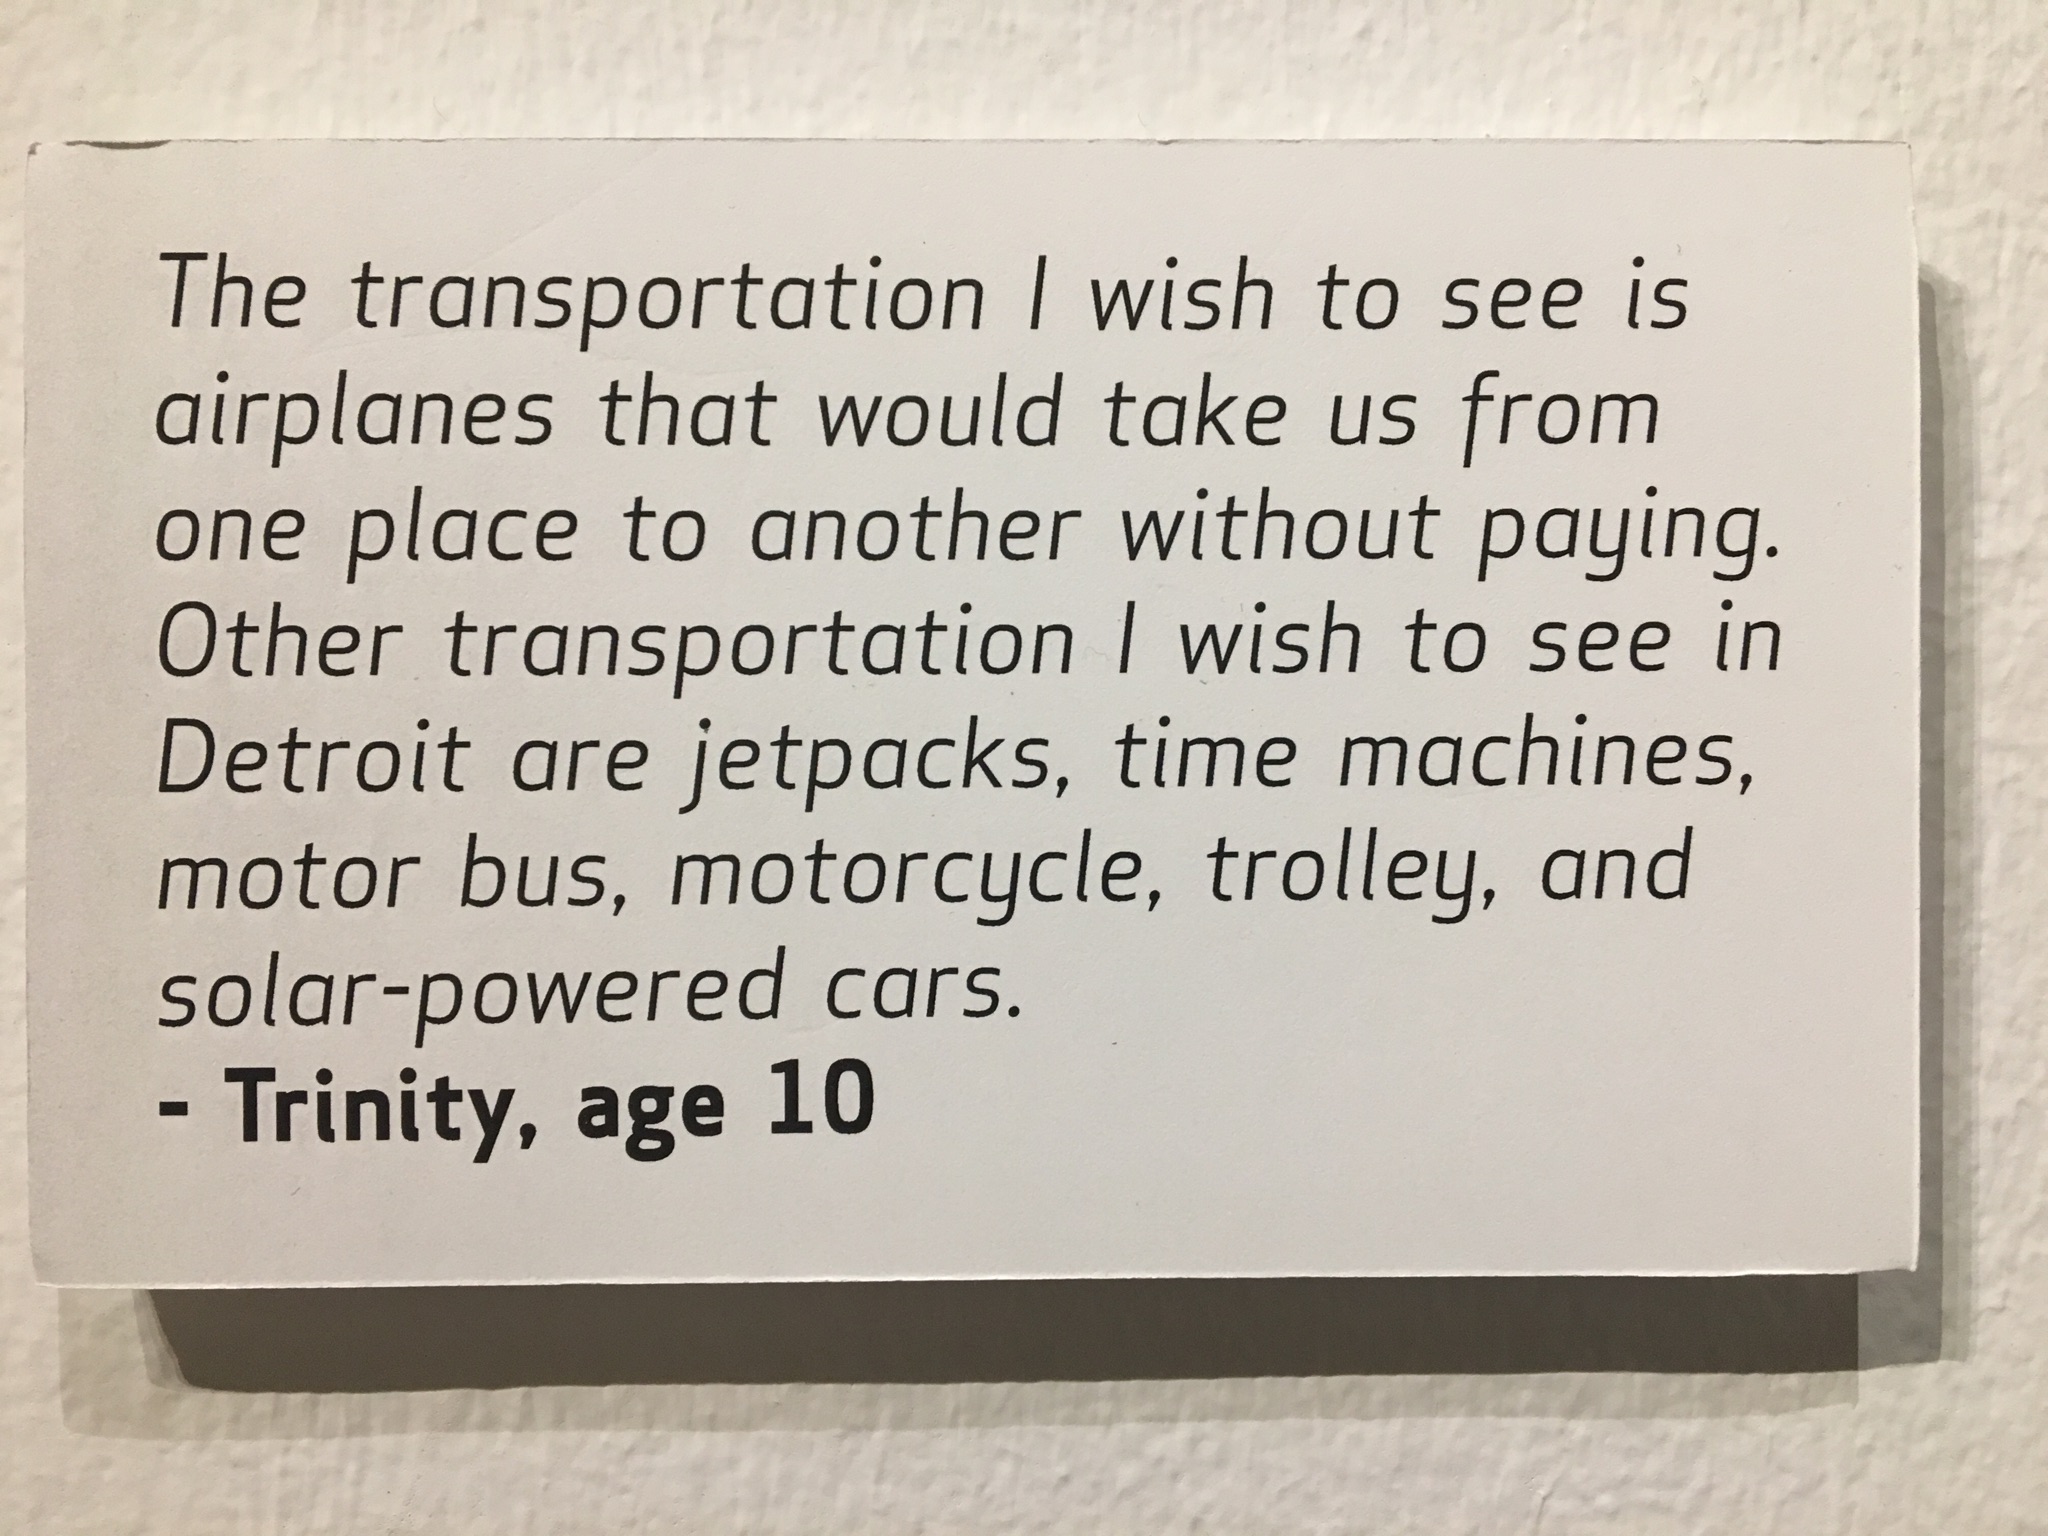 The transportation I wish to see is
airplanes that would take us from
one place to another without paying.
Other transportation I wish to see in
Detroit are jetpacks, time machines,
motor bus, motorcycle, trolley, and
solar-powered cars.
- Trinity, age 10